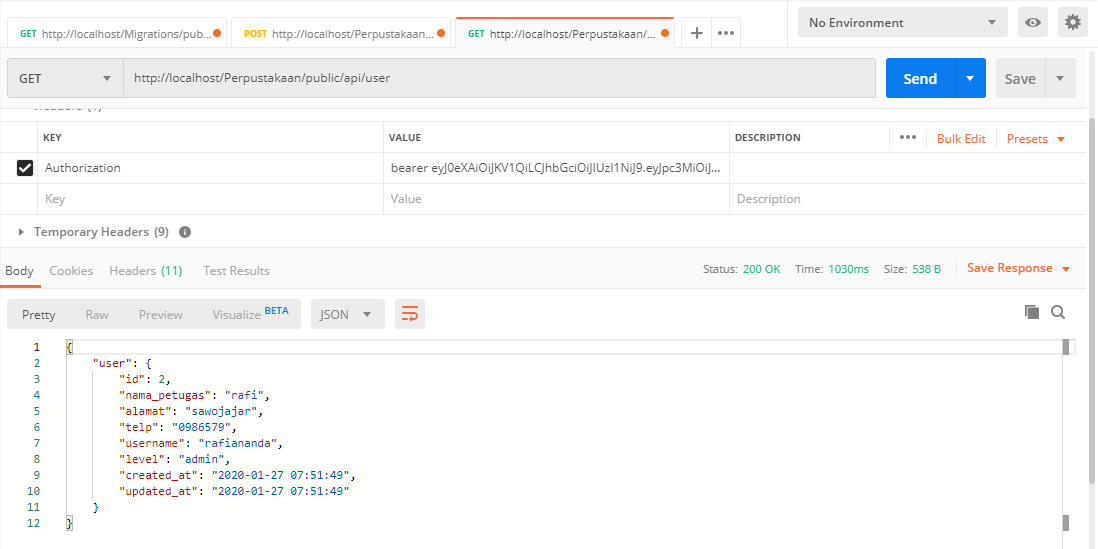 GET http://localhost/Migrations/pub... POST http://localhost/Perpustakaan... GET http://localhost/Perpustakaan/... + ••• No Environment
GET http://localhost/Perpustakaan/public/api/user Send Save
KEY VALUE DESCRIPTION ••• Bulk Edit Presets
Authorization bearer eyJ0eXAiOiJKV1QiLCJhbGciOiJIUzI1NiJ9.eyJpc3MiOiJ...
Key Value Description
Temporary Headers (9) i
Body Cookies Headers (11) Test Results Status: 200 OK Time: 1030ms Size: 538 B Save Response
Pretty Raw Preview Visualize BETA JSON
1 {
2 "user": {
3 "id": 2,
4 "nama_petugas": "rafi",
5 "alamat": "sawojajar",
6 "telp": "0986579",
7 "username": "rafiananda",
8 "level": "admin",
9 "created_at": "2020-01-27 07:51:49",
10 "updated_at": "2020-01-27 07:51:49"
11 }
12 }